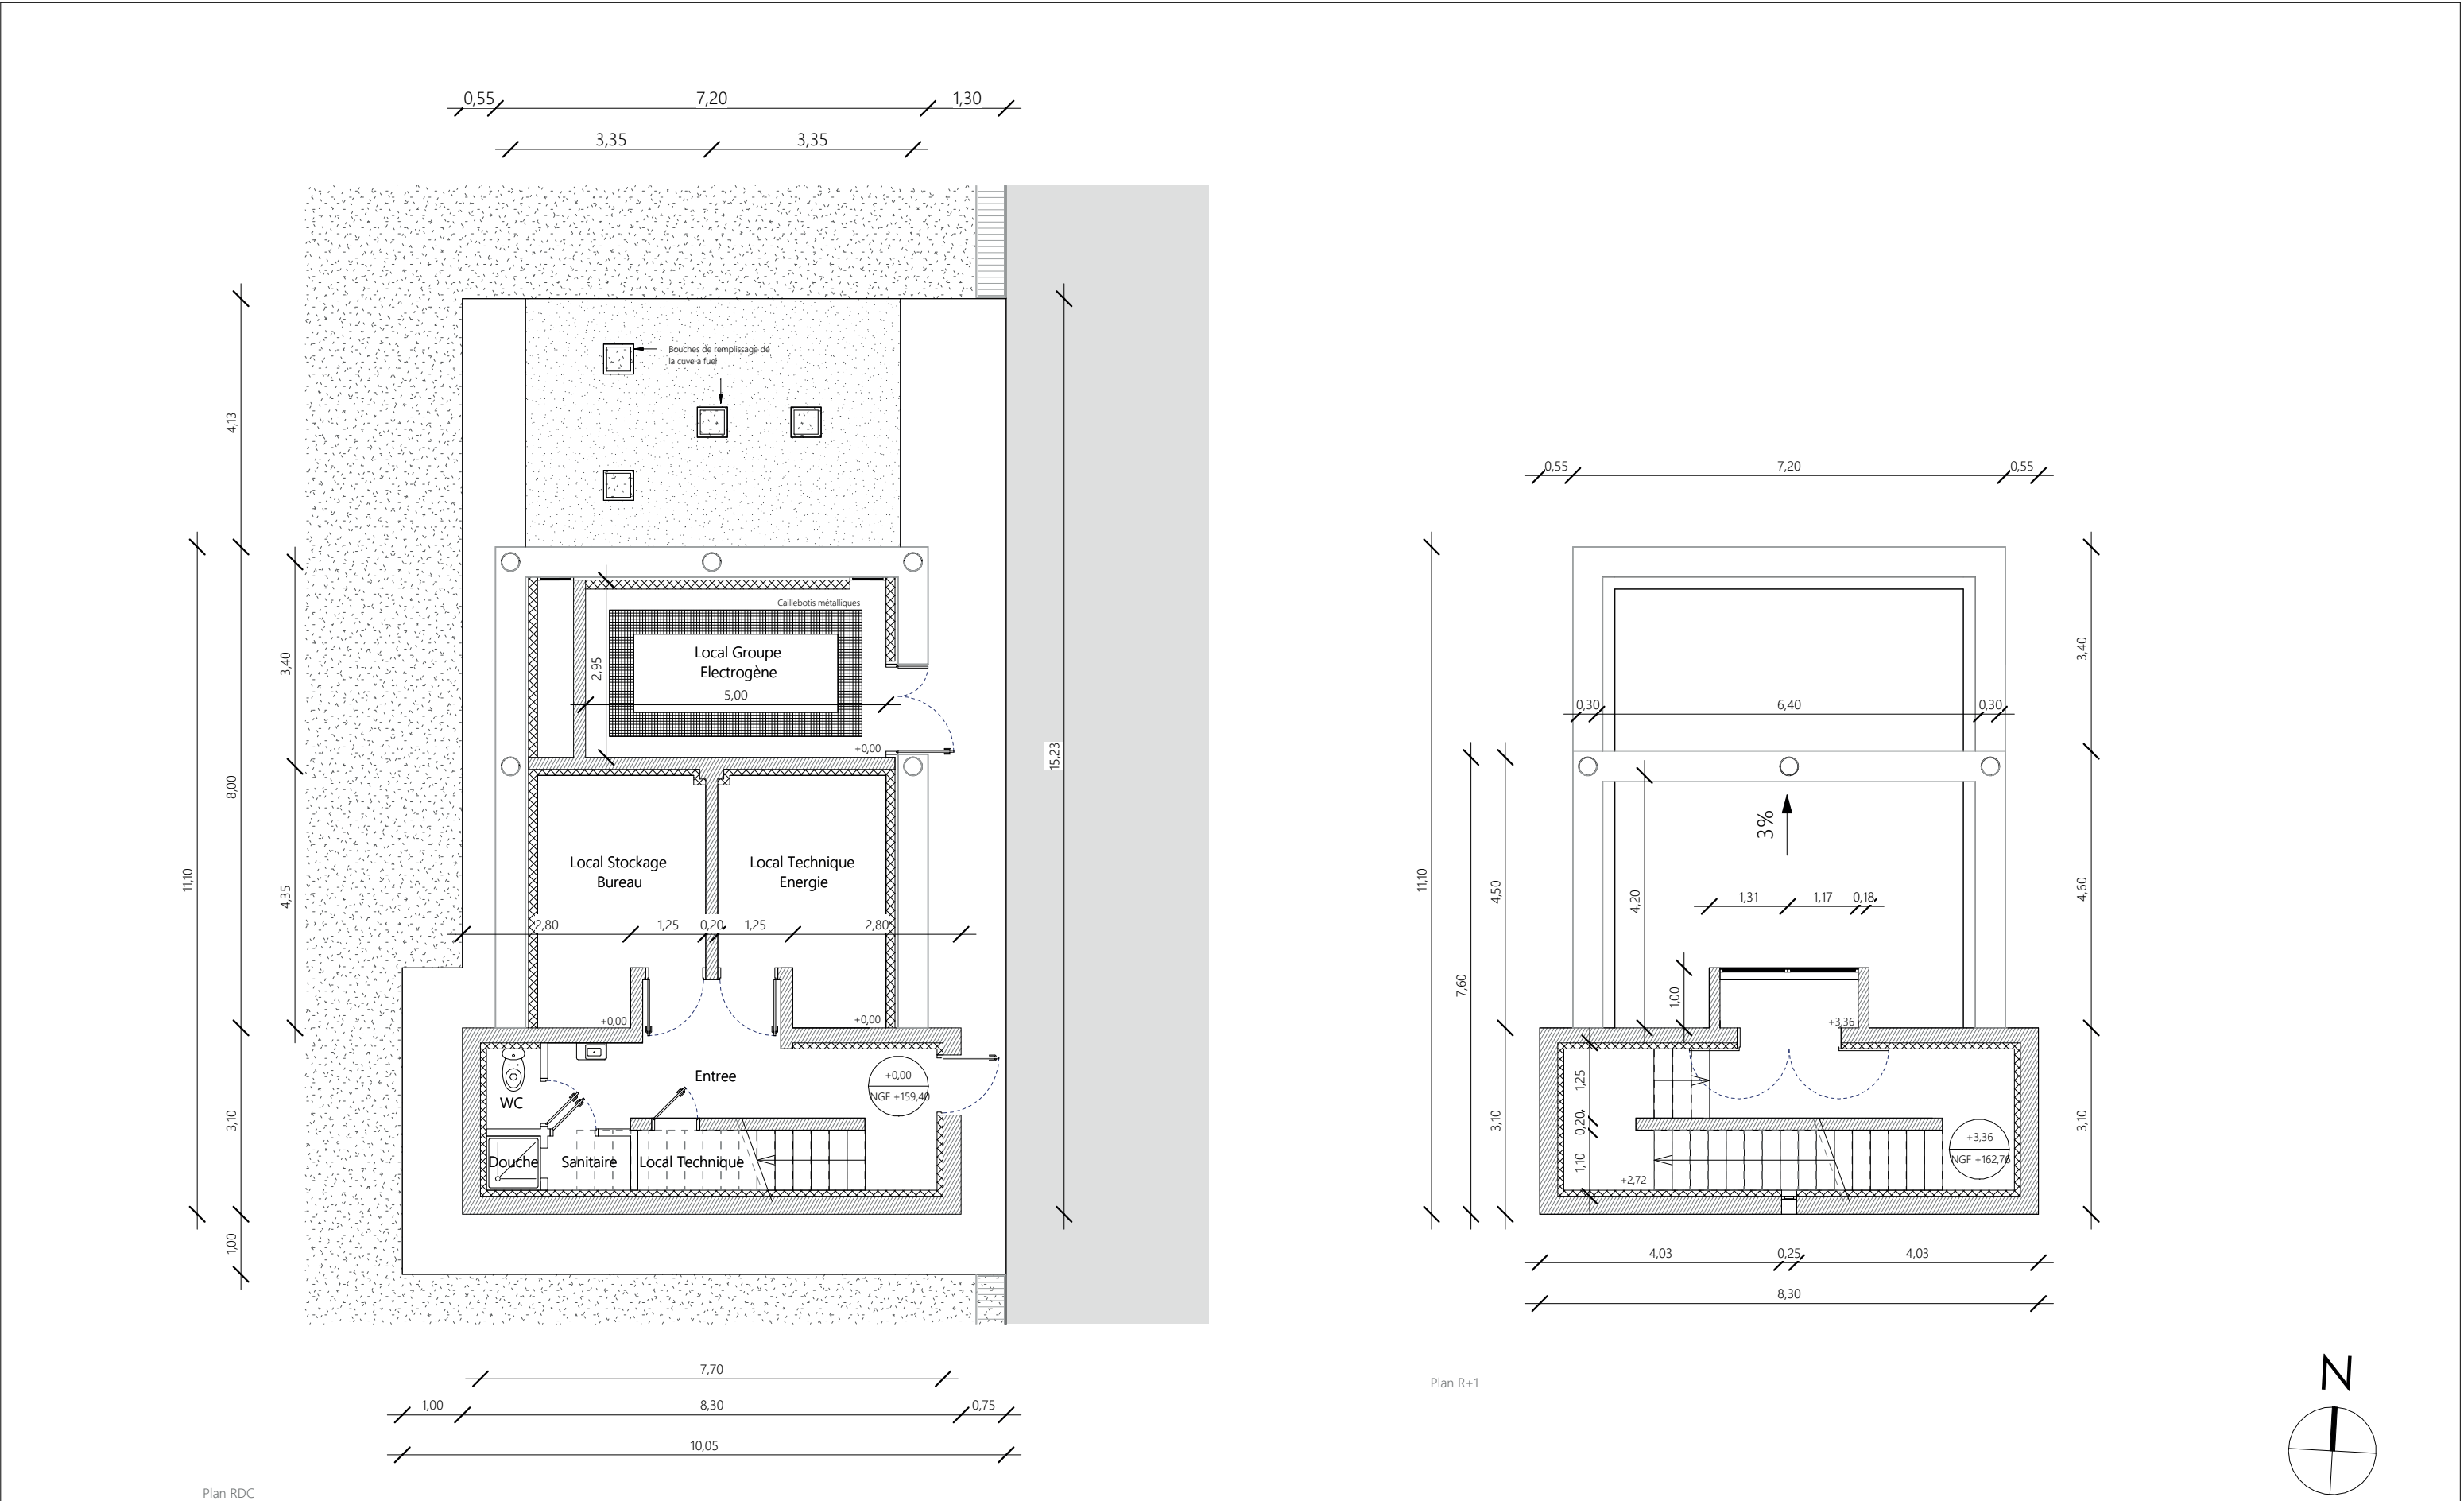 0,55 7,20 1,30
3,35 3,35
Bouches de remplissage de
la cuve a fuel
4,13
11,10
8,00
3,40
4,35
3,10
1,00
15,23
Caillebotis métalliques
2,95
Local Groupe
Electrogène
5,00
+0,00
Local Stockage
Bureau
Local Technique
Energie
2,80 1,25 0,20 1,25 2,80
+0,00
+0,00
WC
Entree
+0,00
NGF +159,40
Douche
Sanitaire
Local Technique
7,70
1,00 8,30 0,75
10,05
Plan RDC
0,55 7,20 0,55
11,10
7,60
4,50
3,10
3,40
4,60
3,10
0,30 6,40 0,30
3%
4,20
1,31 1,17 0,18
1,00
+3,36
1,25
0,20
1,10
+2,72
+3,36
NGF +162,76
4,03 0,25 4,03
8,30
Plan R+1
N